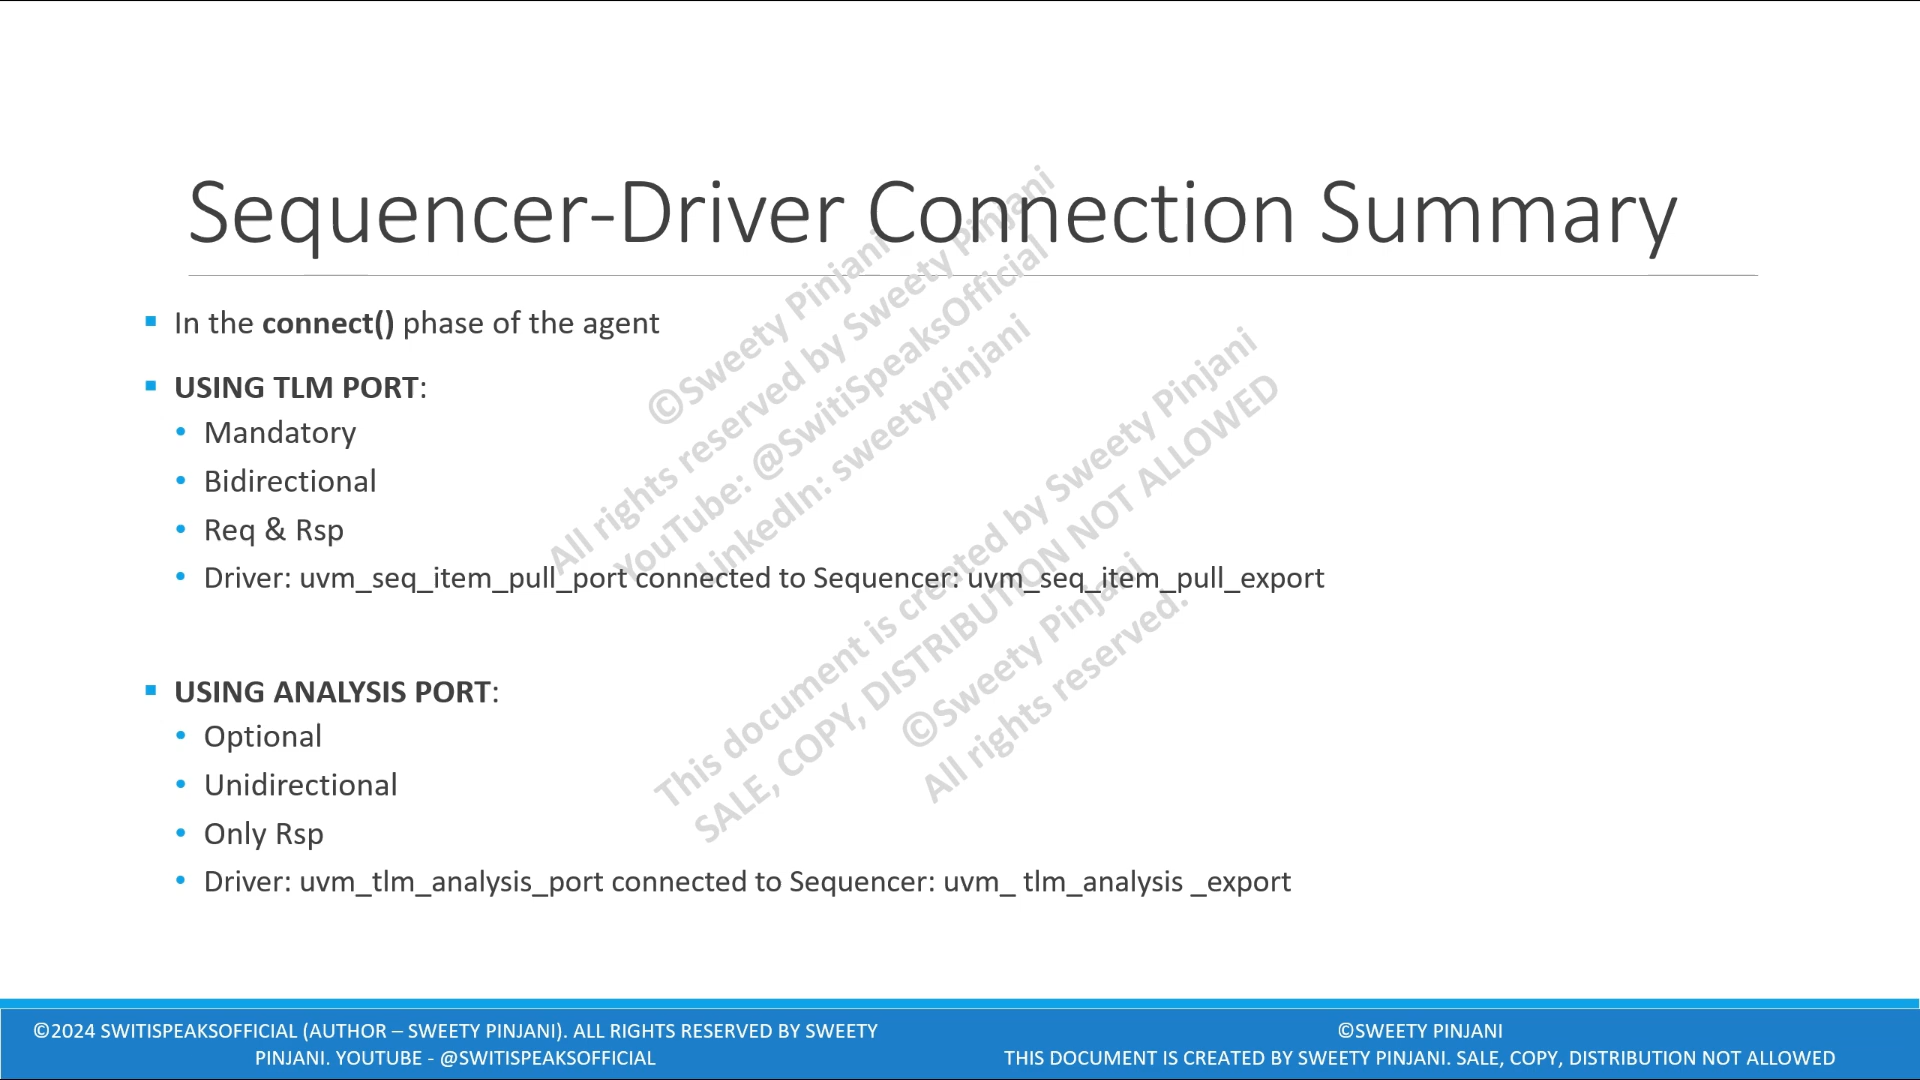 Sequencer-Driver Connection Summary
In the connect() phase of the agent
USING TLM PORT:
Mandatory
Bidirectional
Req & Rsp
Driver: uvm_seq_item_pull_port connected to Sequencer: uvm_seq_item_pull_export
USING ANALYSIS PORT:
Optional
Unidirectional
Only Rsp
Driver: uvm_tlm_analysis_port connected to Sequencer: uvm_ tlm_analysis _export
©Sweety Pinjani
All rights reserved by Sweety Pinjani
YouTube: @SwitiSpeaksOfficial
LinkedIn: sweetypinjani
This document is created by Sweety Pinjani
SALE, COPY, DISTRIBUTION NOT ALLOWED
©Sweety Pinjani
All rights reserved.
©2024 SWITISPEAKSOFFICIAL (AUTHOR – SWEETY PINJANI). ALL RIGHTS RESERVED BY SWEETY
PINJANI. YOUTUBE - @SWITISPEAKSOFFICIAL
©SWEETY PINJANI
THIS DOCUMENT IS CREATED BY SWEETY PINJANI. SALE, COPY, DISTRIBUTION NOT ALLOWED